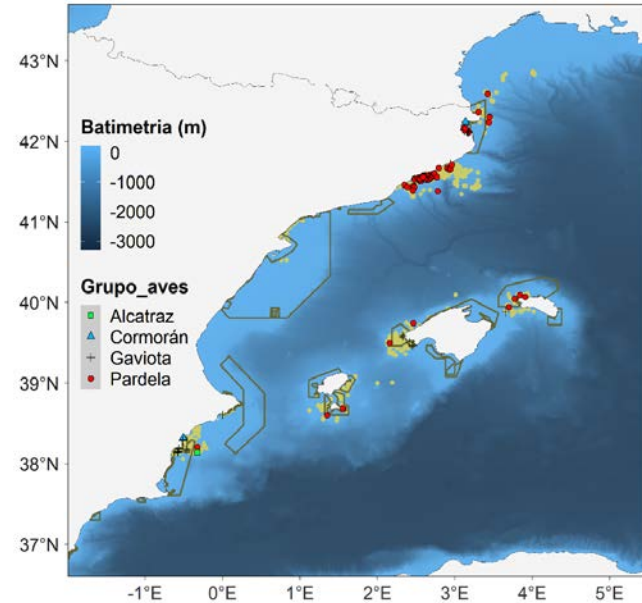 43°N
42°N
41°N
40°N
39°N
38°N
37°N
Batimetria (m)
0
-1000
-2000
-3000
Grupo_aves
Alcatraz
Cormorán
Gaviota
Pardela
1°W
0°E
1°E
2°E
3°E
4°E
5°E